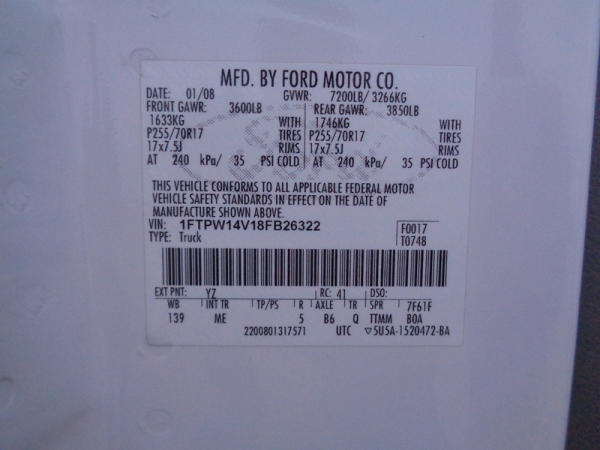 MFD. BY FORD MOTOR CO.
DATE: 01/08 GVWR: 7200LB/ 3266KG
FRONT GAWR: 3600LB REAR GAWR: 3850LB
1633KG WITH 1746KG WITH
P255/70R17 TIRES P255/70R17 TIRES
17x7.5J RIMS 17x7.5J RIMS
AT 240 kPa/ 35 PSI COLD AT 240 kPa/ 35 PSI COLD
THIS VEHICLE CONFORMS TO ALL APPLICABLE FEDERAL MOTOR
VEHICLE SAFETY STANDARDS IN EFFECT ON THE DATE OF
MANUFACTURE SHOWN ABOVE.
VIN: 1FTPW14V18FB26322 F0017
TYPE: Truck T0748
EXT PNT: YZ RC: 41 DSO:
WB INT TR TP/PS R AXLE TR SPR 7F61F
139 ME 5 B6 Q TTMM BOA
2200801317571 UTC ▽5U5A-1520472-BA